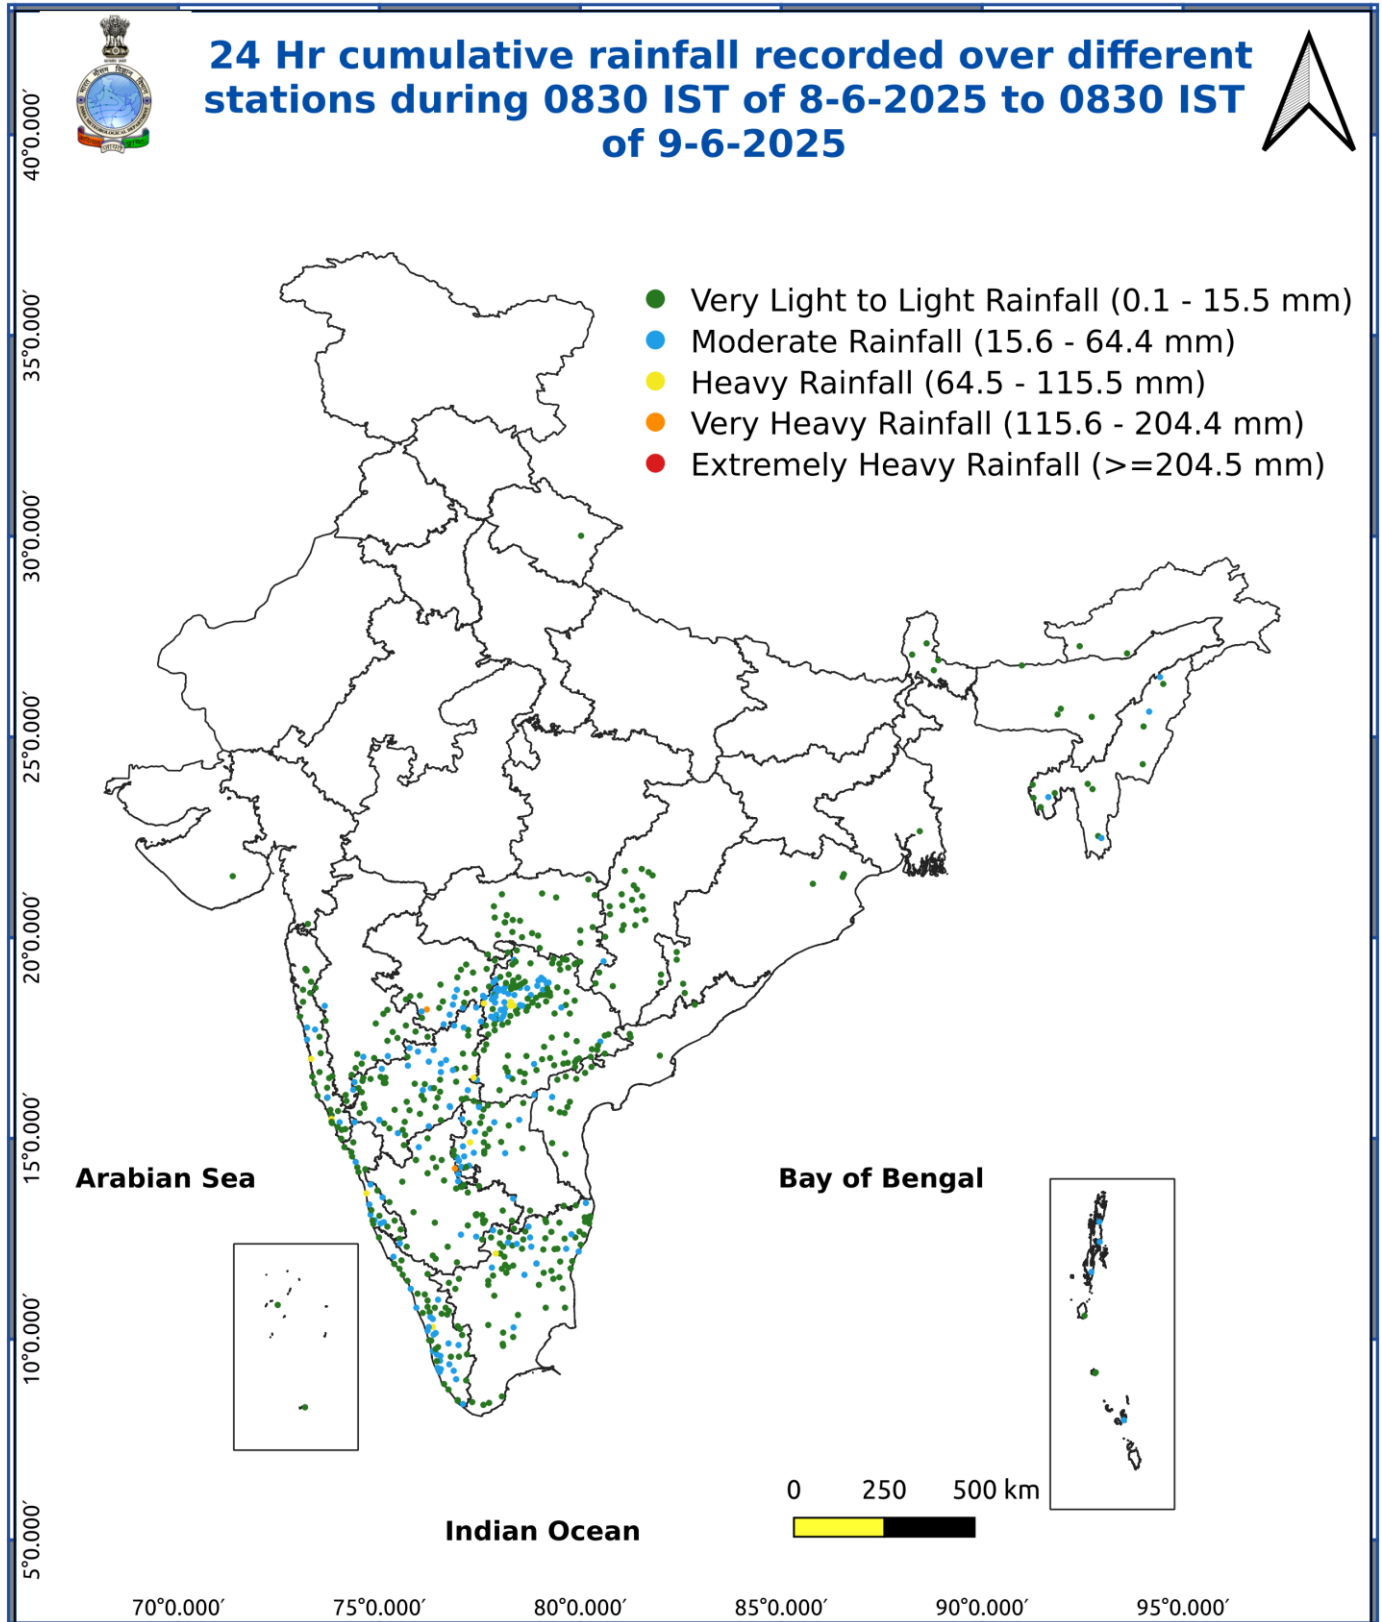 24 Hr cumulative rainfall recorded over different
stations during 0830 IST of 8-6-2025 to 0830 IST
of 9-6-2025
Very Light to Light Rainfall (0.1 - 15.5 mm)
Moderate Rainfall (15.6 - 64.4 mm)
Heavy Rainfall (64.5 - 115.5 mm)
Very Heavy Rainfall (115.6 - 204.4 mm)
Extremely Heavy Rainfall (>=204.5 mm)
40°0.000′
35°0.000′
30°0.000′
25°0.000′
20°0.000′
15°0.000′
10°0.000′
5°0.000′
Arabian Sea
Bay of Bengal
Indian Ocean
0 250 500 km
70°0.000′ 75°0.000′ 80°0.000′ 85°0.000′ 90°0.000′ 95°0.000′